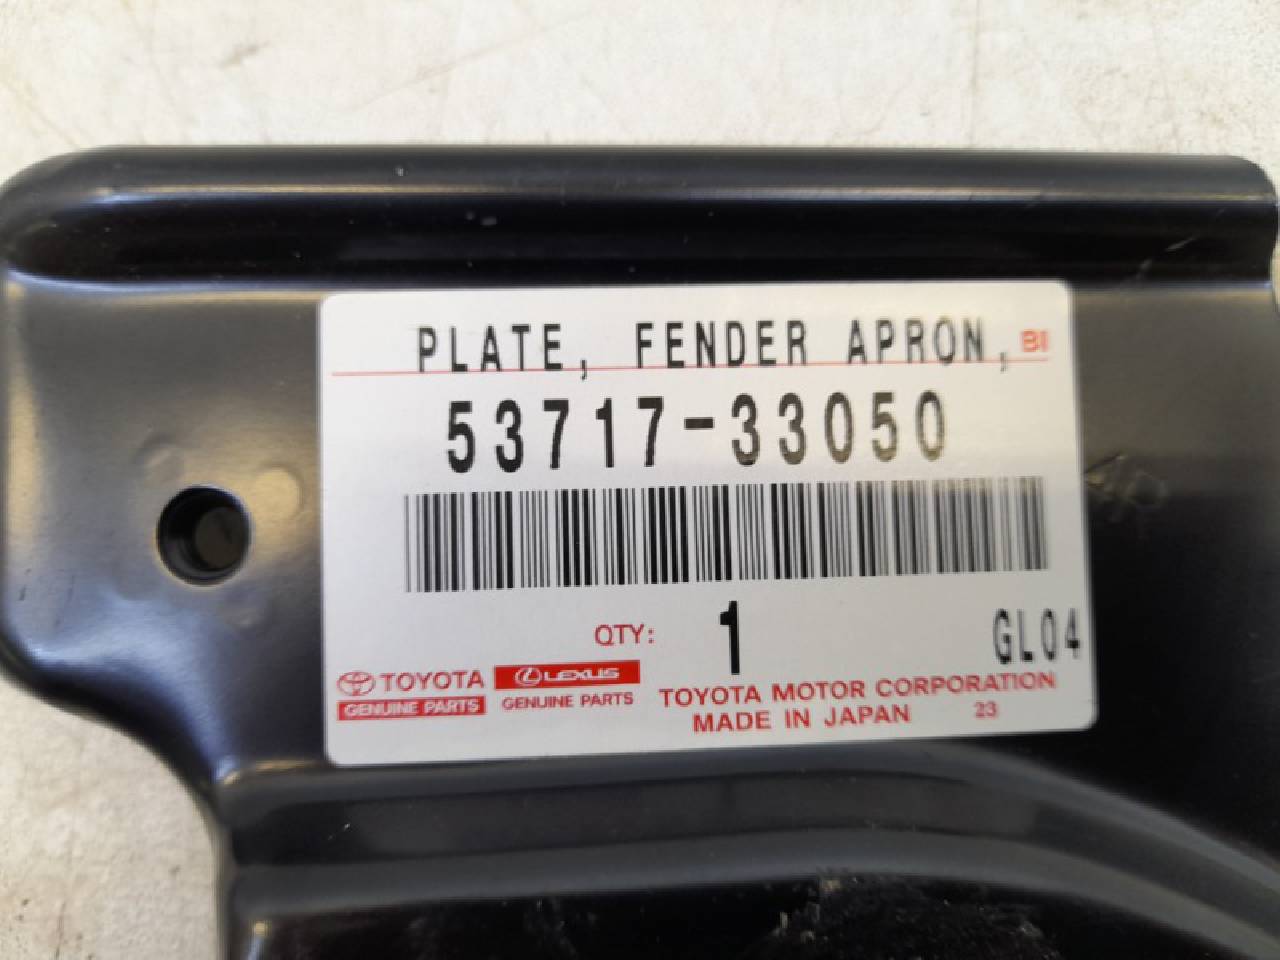 PLATE, FENDER APRON, BI
53717-33050
QTY: 1 GL04
TOYOTA GENUINE PARTS
LEXUS GENUINE PARTS
TOYOTA MOTOR CORPORATION
MADE IN JAPAN 23